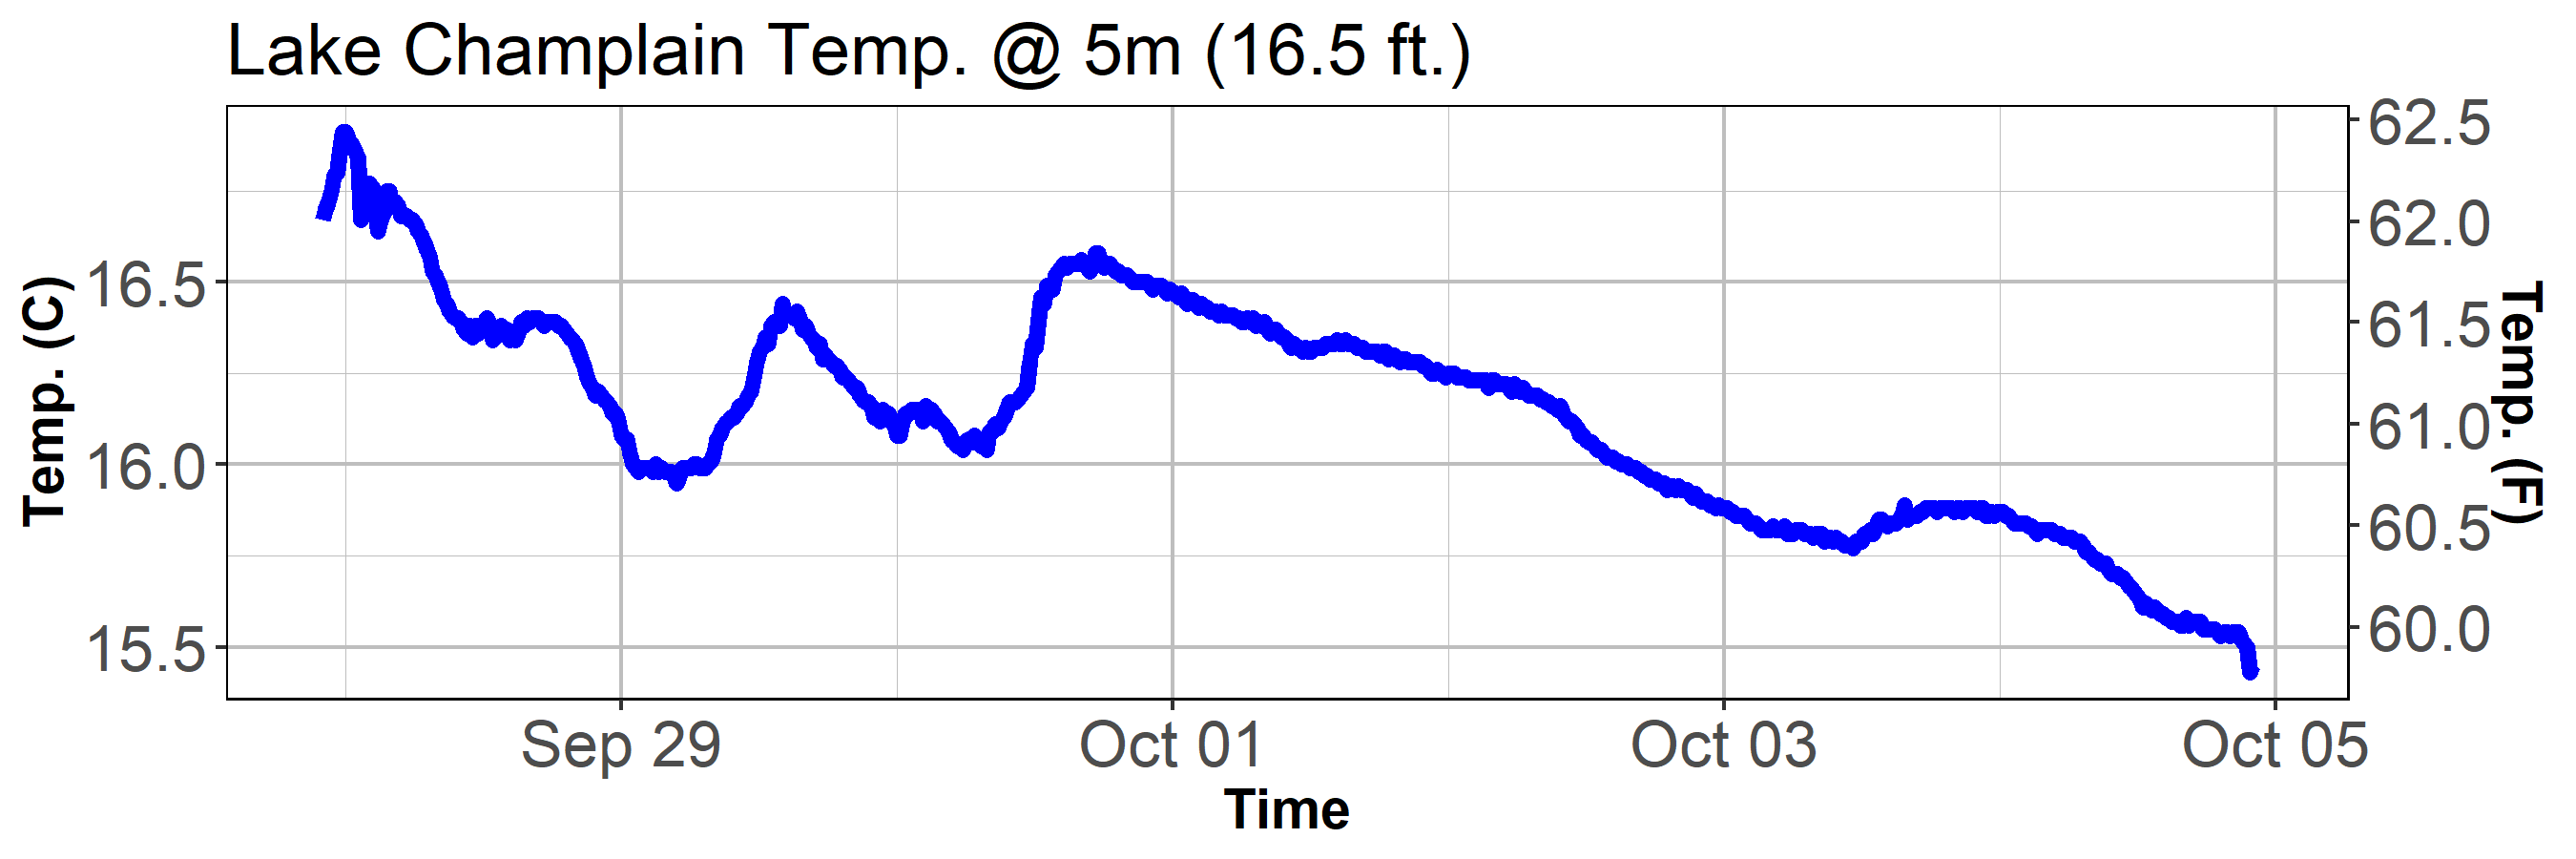 Lake Champlain Temp. @ 5m (16.5 ft.)
Temp. (C)
16.5
16.0
15.5
62.5
62.0
61.5
61.0
60.5
60.0
Temp. (F)
Sep 29
Oct 01
Oct 03
Oct 05
Time